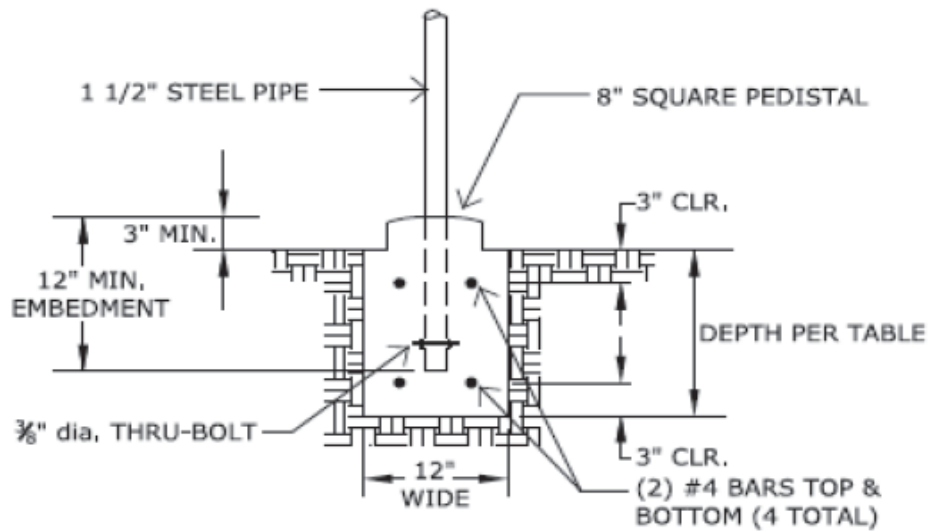 1 1/2" STEEL PIPE
8" SQUARE PEDISTAL
3" CLR.
3" MIN.
12" MIN.
EMBEDMENT
DEPTH PER TABLE
⅜" dia. THRU-BOLT
12"
WIDE
3" CLR.
(2) #4 BARS TOP &
BOTTOM (4 TOTAL)